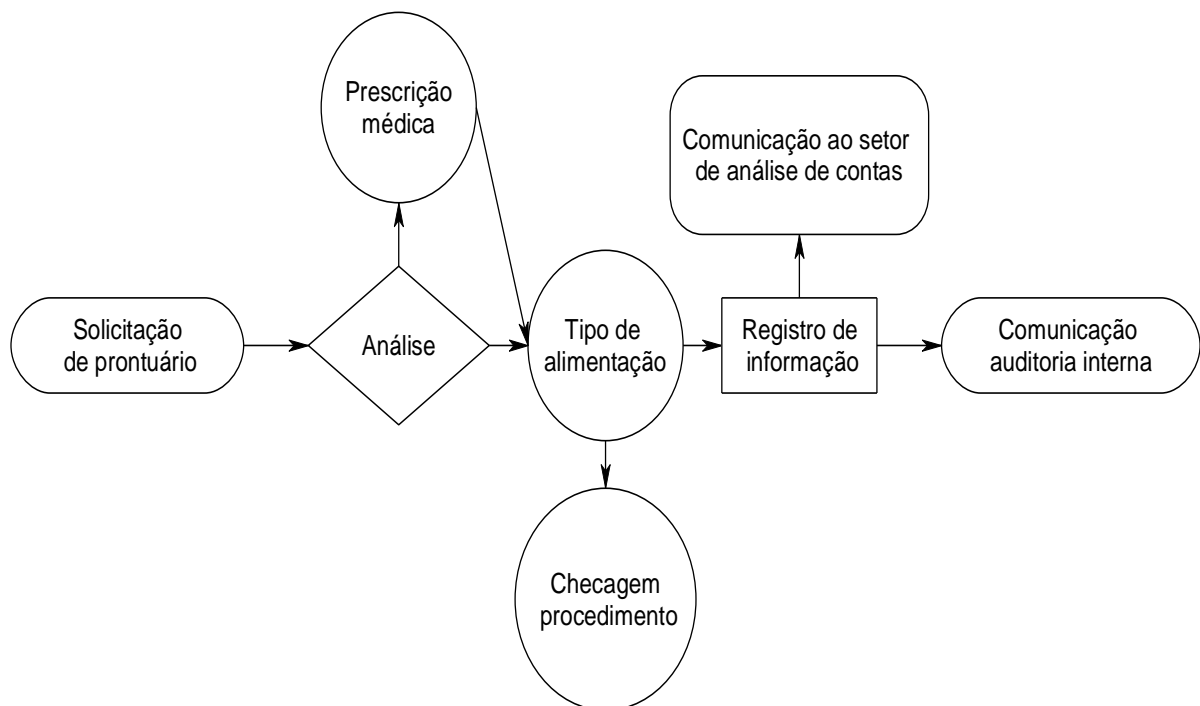 Prescrição
médica
Comunicação ao setor
de análise de contas
Solicitação
de prontuário
Análise
Tipo de
alimentação
Registro de
informação
Comunicação
auditoria interna
Checagem
procedimento